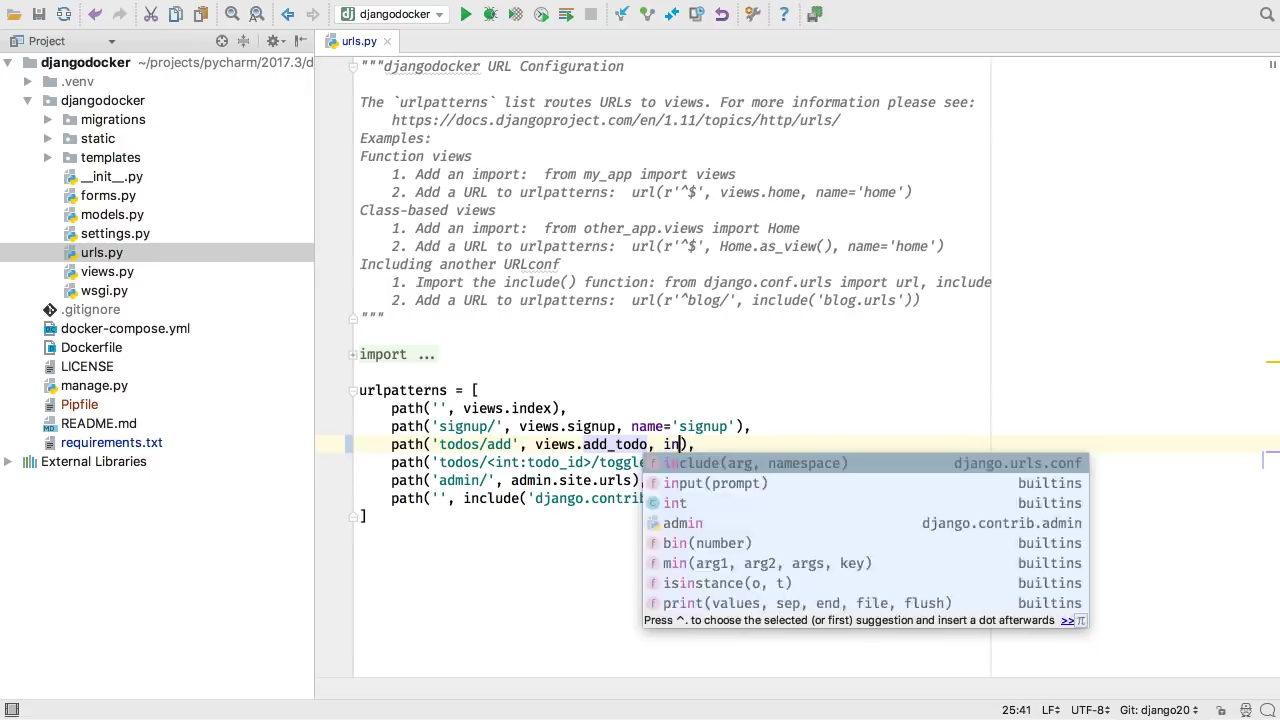 djangodocker
Project
urls.py
djangodocker ~/projects/pycharm/2017.3/d
.venv
djangodocker
migrations
static
templates
__init__.py
forms.py
models.py
settings.py
urls.py
views.py
wsgi.py
.gitignore
docker-compose.yml
Dockerfile
LICENSE
manage.py
Pipfile
README.md
requirements.txt
External Libraries
"""djangodocker URL Configuration
The `urlpatterns` list routes URLs to views. For more information please see:
https://docs.djangoproject.com/en/1.11/topics/http/urls/
Examples:
Function views
1. Add an import:  from my_app import views
2. Add a URL to urlpatterns:  url(r'^$', views.home, name='home')
Class-based views
1. Add an import:  from other_app.views import Home
2. Add a URL to urlpatterns:  url(r'^$', Home.as_view(), name='home')
Including another URLconf
1. Import the include() function: from django.conf.urls import url, include
2. Add a URL to urlpatterns:  url(r'^blog/', include('blog.urls'))
"""
import ...
urlpatterns = [
path('', views.index),
path('signup/', views.signup, name='signup'),
path('todos/add', views.add_todo, in),
path('todos/<int:todo_id>/toggle
path('admin/', admin.site.urls),
path('', include('django.contrib
]
include(arg, namespace) django.urls.conf
input(prompt) builtins
int builtins
admin django.contrib.admin
bin(number) builtins
min(arg1, arg2, args, key) builtins
isinstance(o, t) builtins
print(values, sep, end, file, flush) builtins
Press ^. to choose the selected (or first) suggestion and insert a dot afterwards >> π
25:41 LF÷ UTF-8÷ Git: django20÷